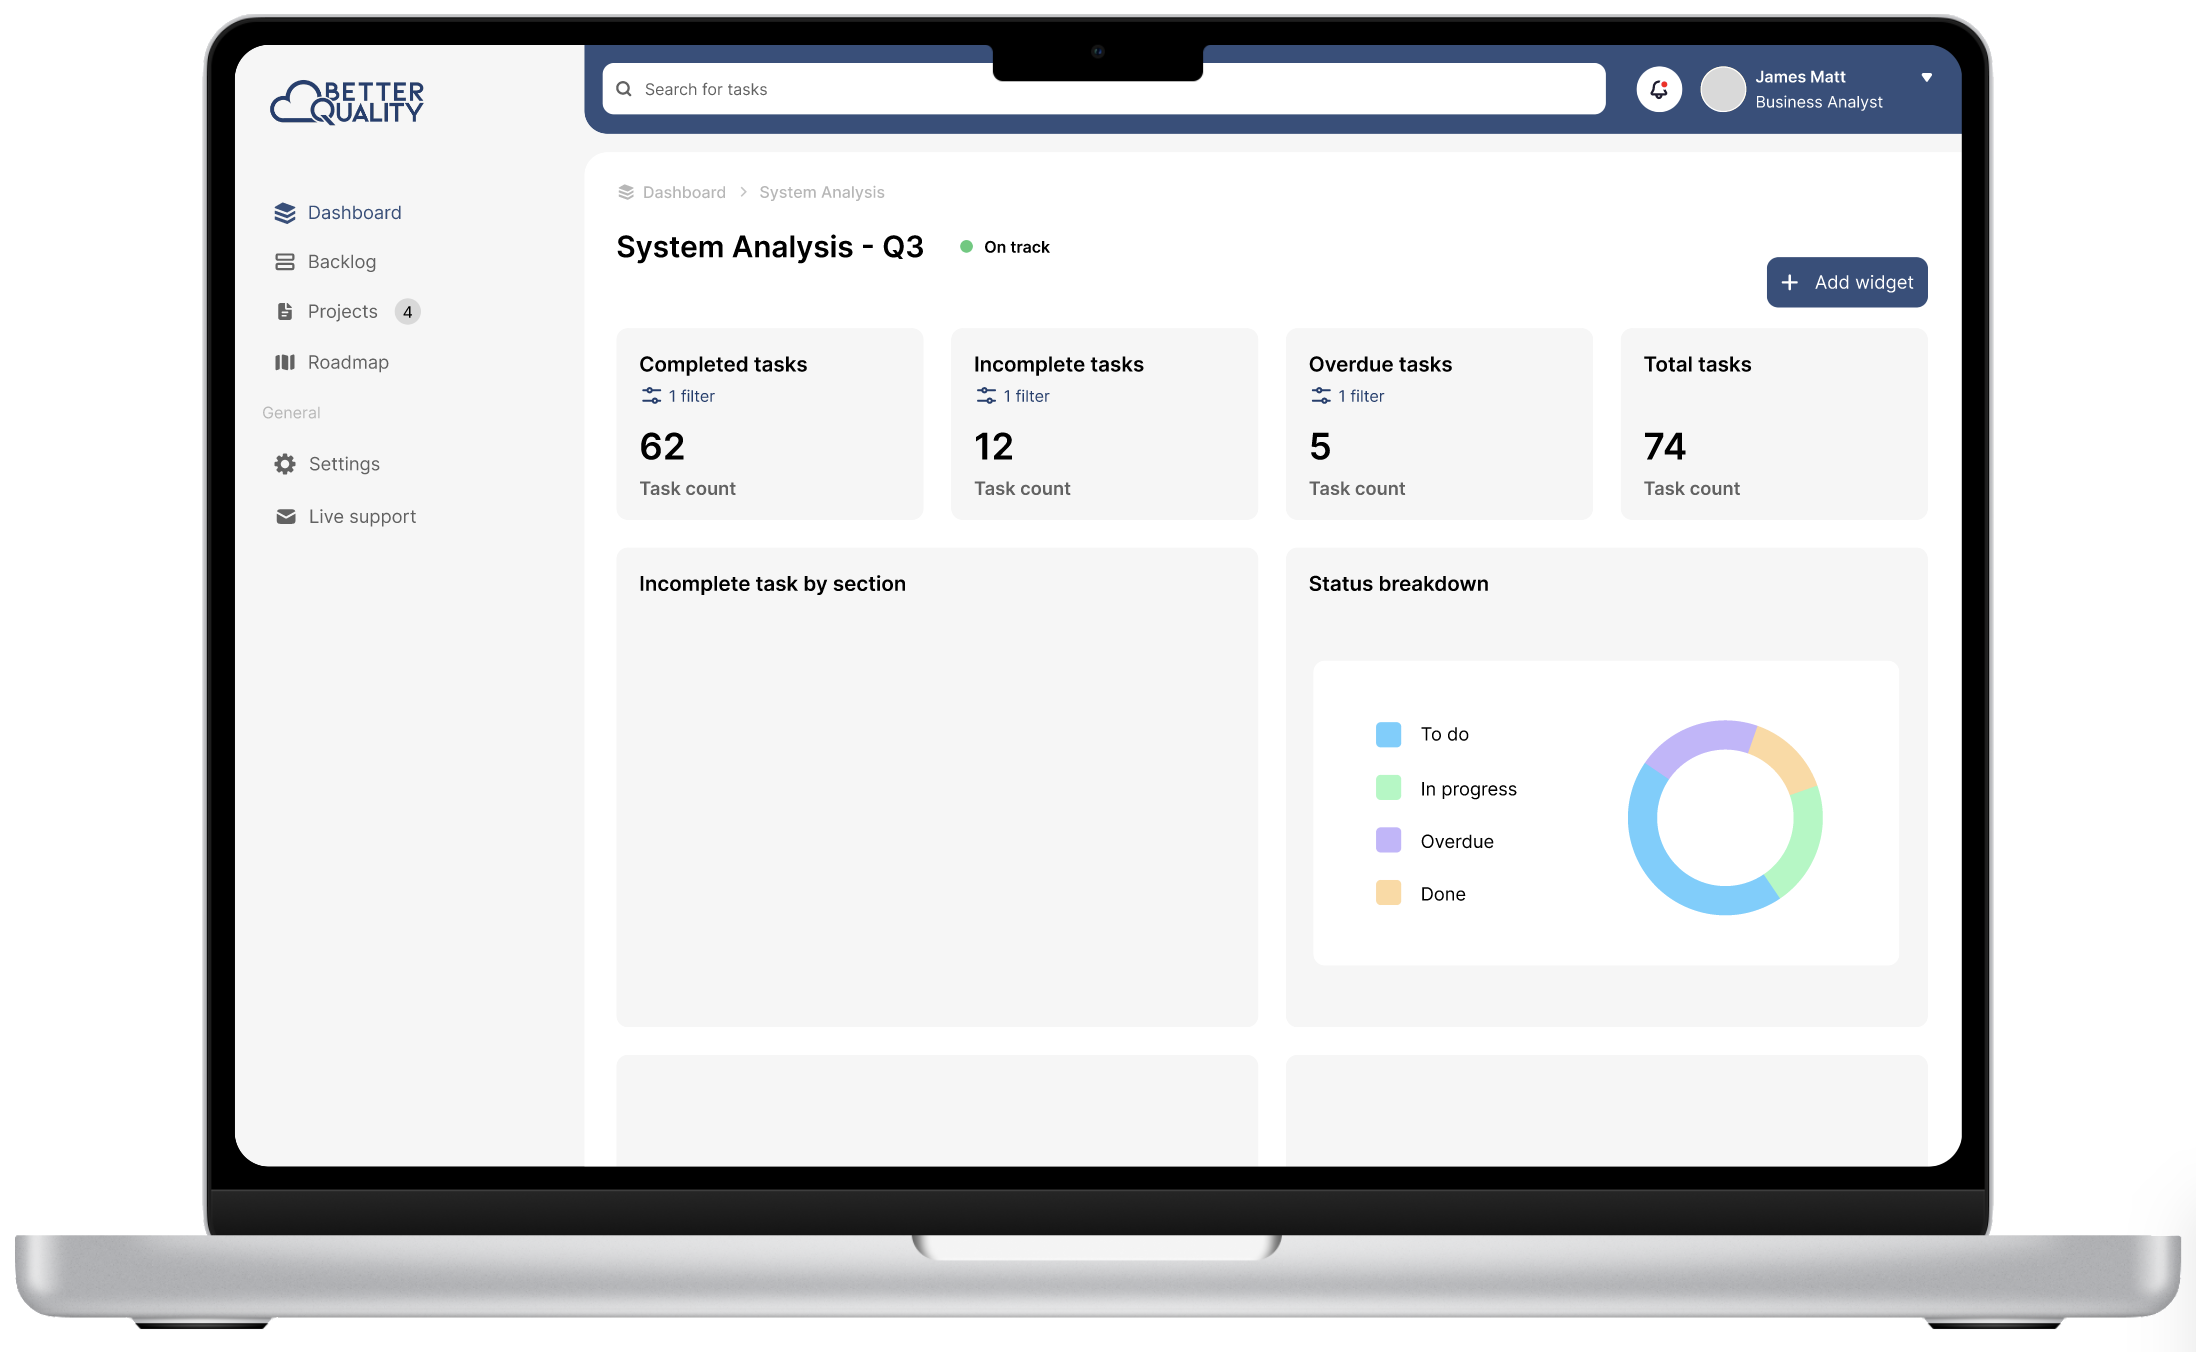 BETTER
QUALITY
Search for tasks
James Matt
Business Analyst
Dashboard
Backlog
Projects 4
Roadmap
General
Settings
Live support
Dashboard > System Analysis
System Analysis - Q3
On track
+ Add widget
Completed tasks
1 filter
62
Task count
Incomplete tasks
1 filter
12
Task count
Overdue tasks
1 filter
5
Task count
Total tasks
74
Task count
Incomplete task by section
Status breakdown
To do
In progress
Overdue
Done